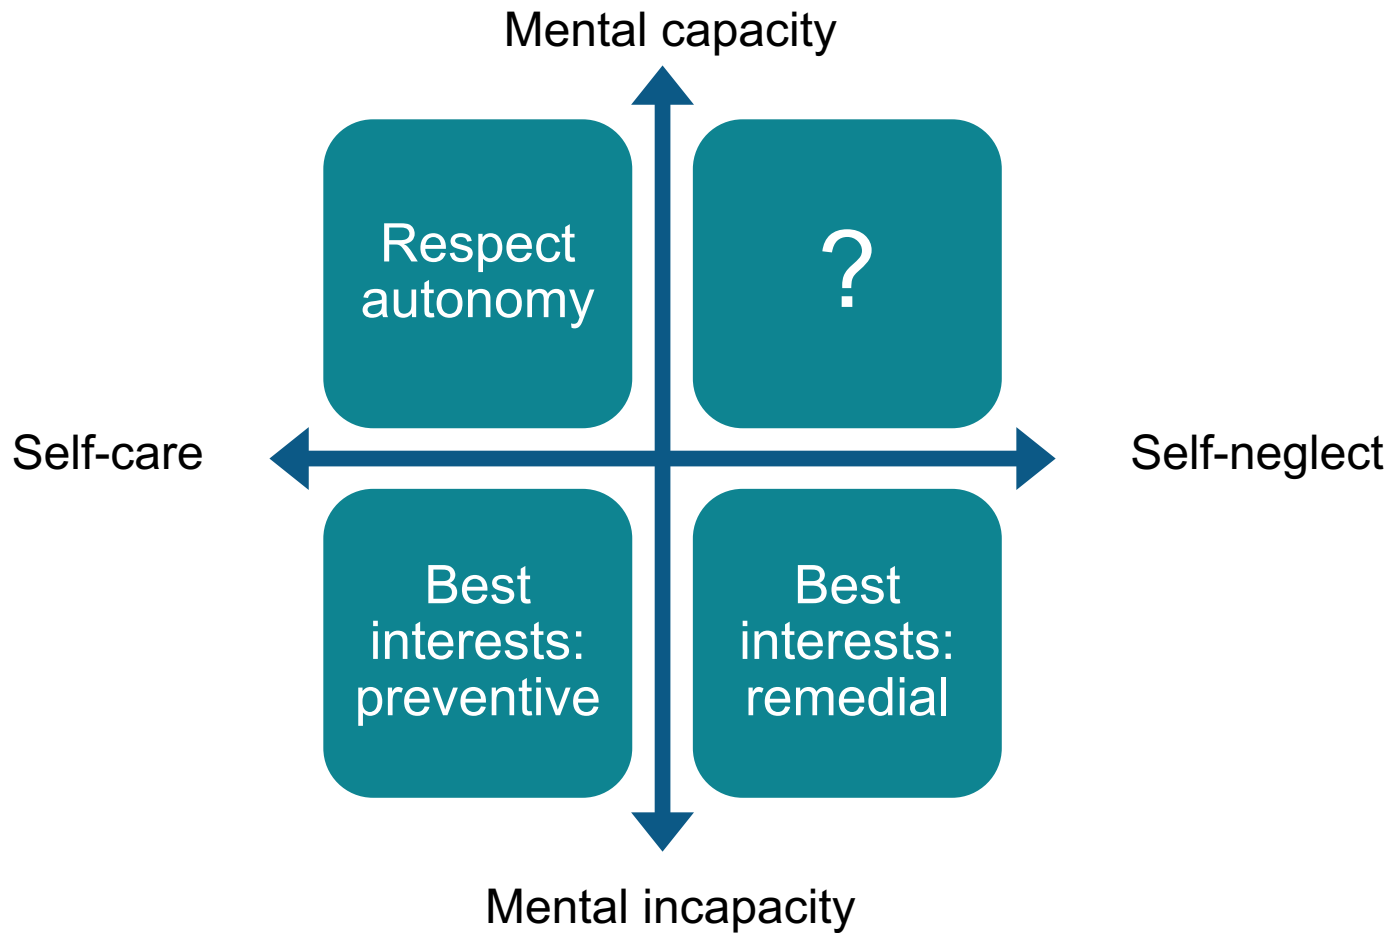 Mental capacity
Respect
autonomy
?
Self-care
Self-neglect
Best
interests:
preventive
Best
interests:
remedial
Mental incapacity